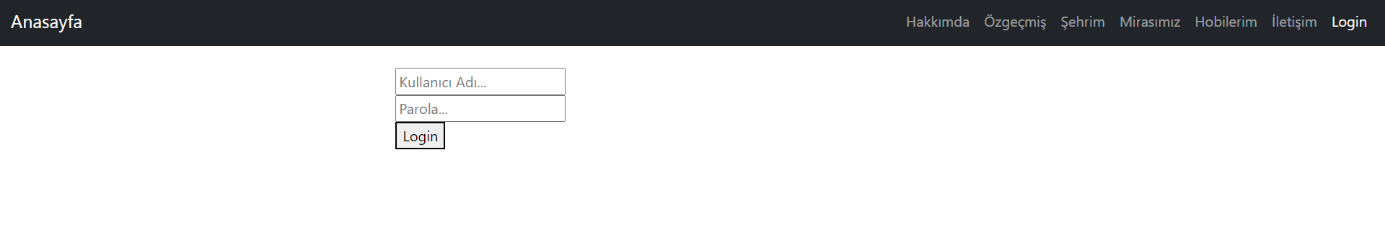 Anasayfa Hakkımda Özgeçmiş Şehrim Mirasımız Hobilerim İletişim Login
Kullanıcı Adı...
Parola...
Login